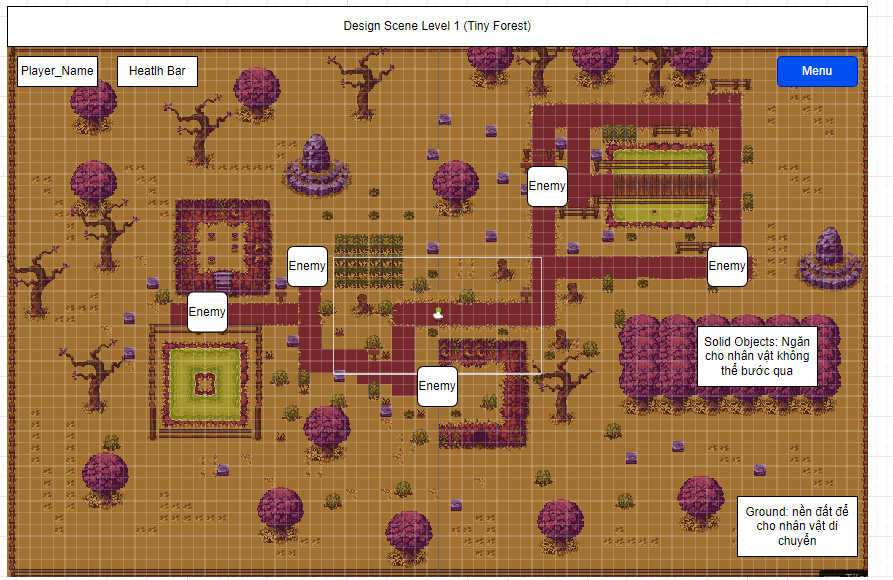 Design Scene Level 1 (Tiny Forest)
Player_Name
Heatlh Bar
Menu
Enemy
Enemy
Enemy
Enemy
Enemy
Solid Objects: Ngăn
cho nhân vật không
thể bước qua
Ground: nền đất để
cho nhân vật di
chuyển